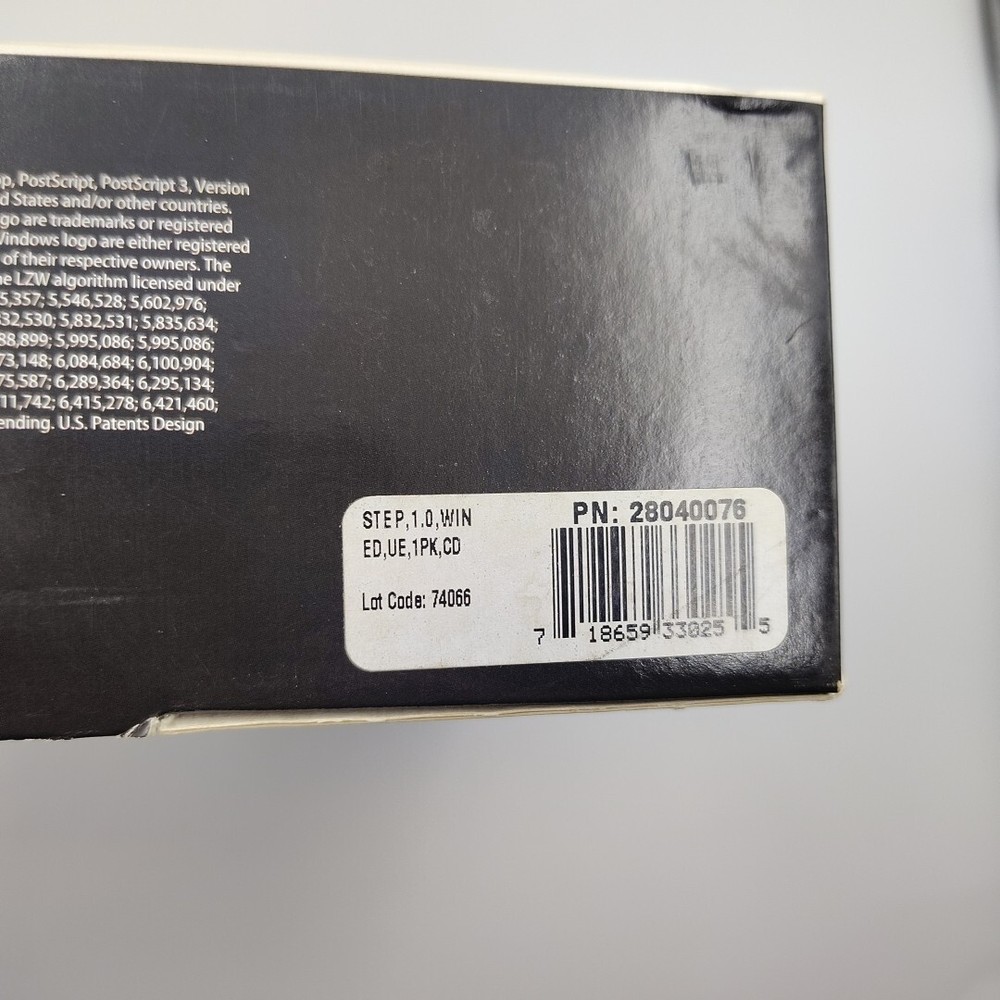 p, PostScript, PostScript 3, Version
d States and/or other countries.
go are trademarks or registered
Windows logo are either registered
of their respective owners. The
e LZW algorithm licensed under
5,357; 5,546,528; 5,602,976;
32,530; 5,832,531; 5,835,634;
88,899; 5,995,086; 5,995,086;
73,148; 6,084,684; 6,100,904;
75,587; 6,289,364; 6,295,134;
11,742; 6,415,278; 6,421,460;
ending. U.S. Patents Design
STEP,1.0,WIN
ED,UE,1PK,CD
Lot Code: 74066
PN: 28040076
7 18659 33025 5